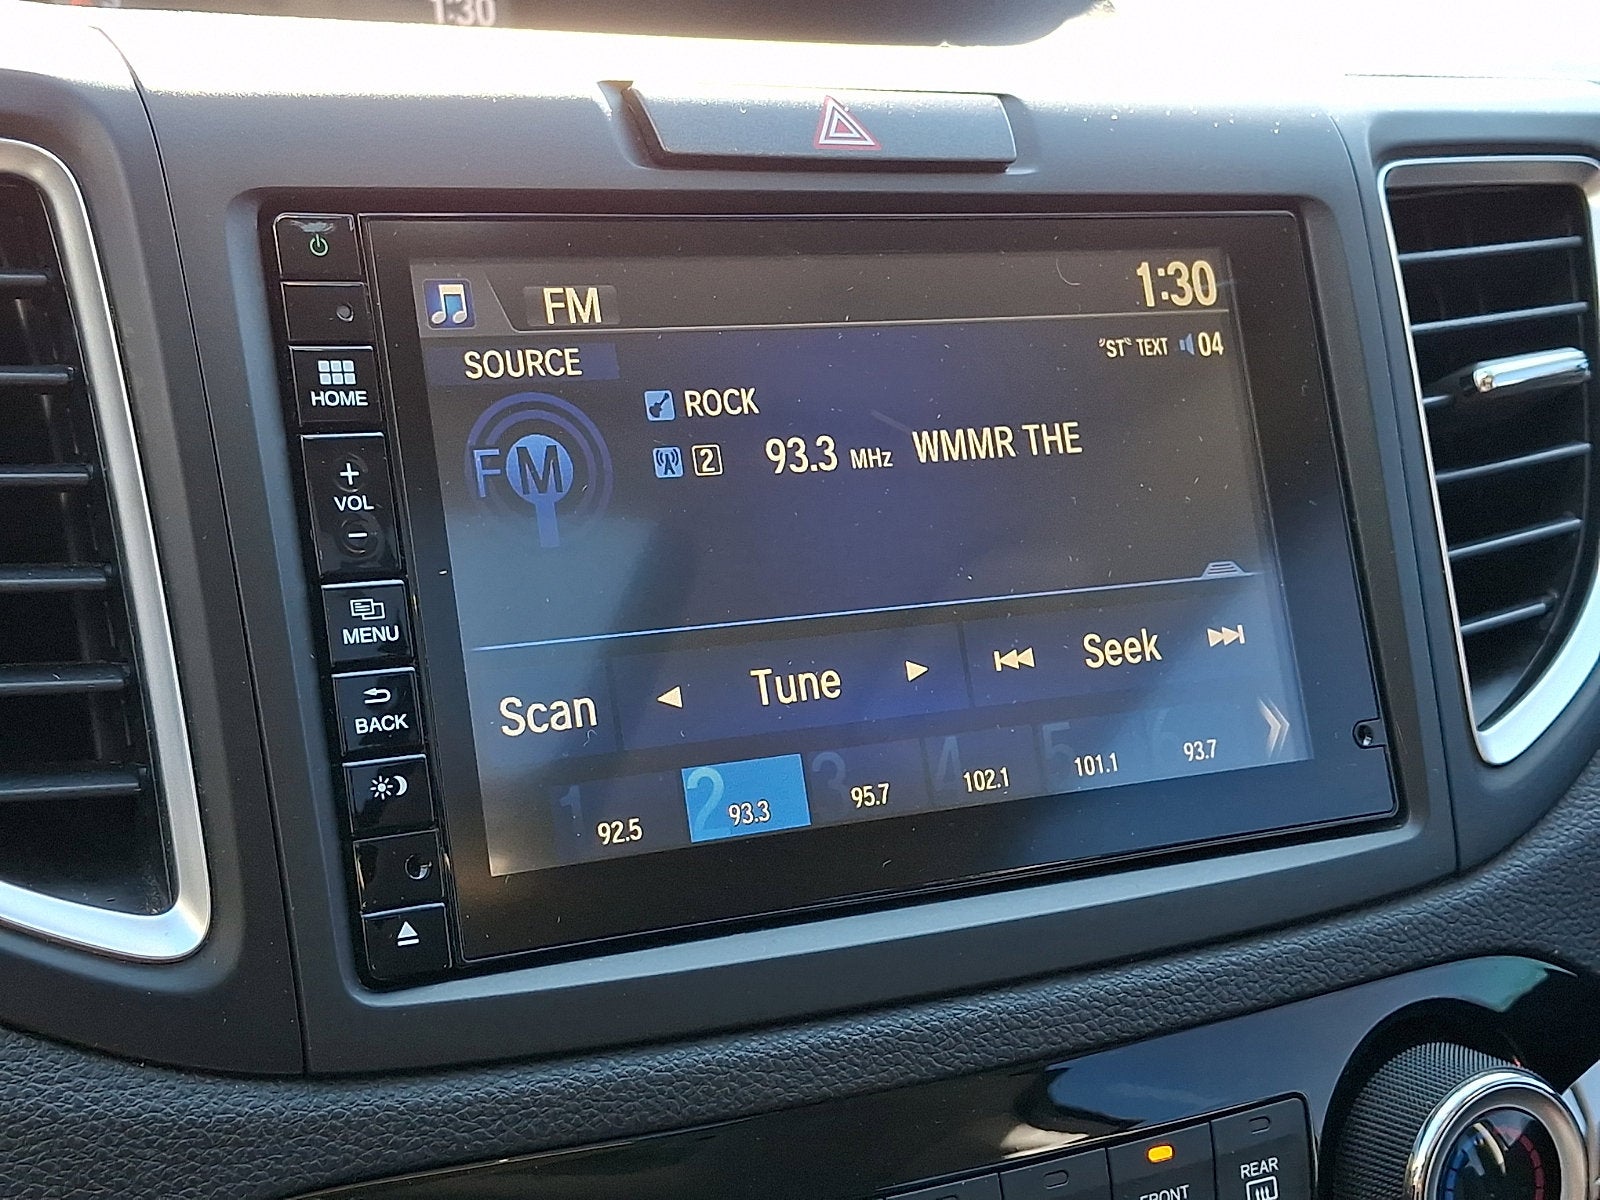 1:30
FM
1:30
SOURCE
"ST" TEXT 04
HOME
ROCK
FM
2 93.3 MHz WMMR THE
+
VOL
-
MENU
Scan Tune Seek
BACK
1 92.5
2 93.3
3 95.7
4 102.1
5 101.1
6 93.7
FRONT
REAR